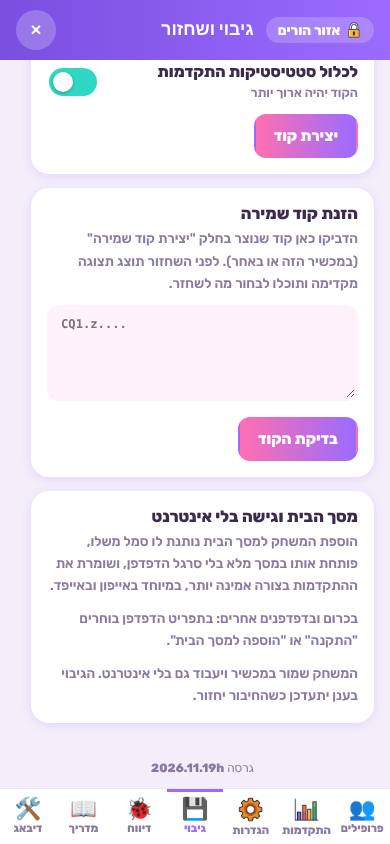 🔒 אזור הורים
גיבוי ושחזור
×
לכלול סטטיסטיקות התקדמות
הקוד יהיה ארוך יותר
יצירת קוד
הזנת קוד שמירה
הדביקו כאן קוד שנוצר בחלק "יצירת קוד שמירה"
(במכשיר הזה או באחר). לפני השחזור תוצג תצוגה
מקדימה ותוכלו לבחור מה לשחזר.
CQ1.z....
בדיקת הקוד
מסך הבית וגישה בלי אינטרנט
הוספת המשחק למסך הבית נותנת לו סמל משלו,
פותחת אותו במסך מלא בלי סרגל הדפדפן, ושומרת את
ההתקדמות בצורה אמינה יותר, במיוחד באייפון ובאייפד.
בכרום ובדפדפנים אחרים: בתפריט הדפדפן בוחרים
"התקנה" או "הוספה למסך הבית".
המשחק שמור במכשיר ויעבוד גם בלי אינטרנט. הגיבוי
בענן יתעדכן כשהחיבור יחזור.
גרסה 2026.11.19h
פרופילים
התקדמות
הגדרות
גיבוי
דיווח
מדריך
דיבאג